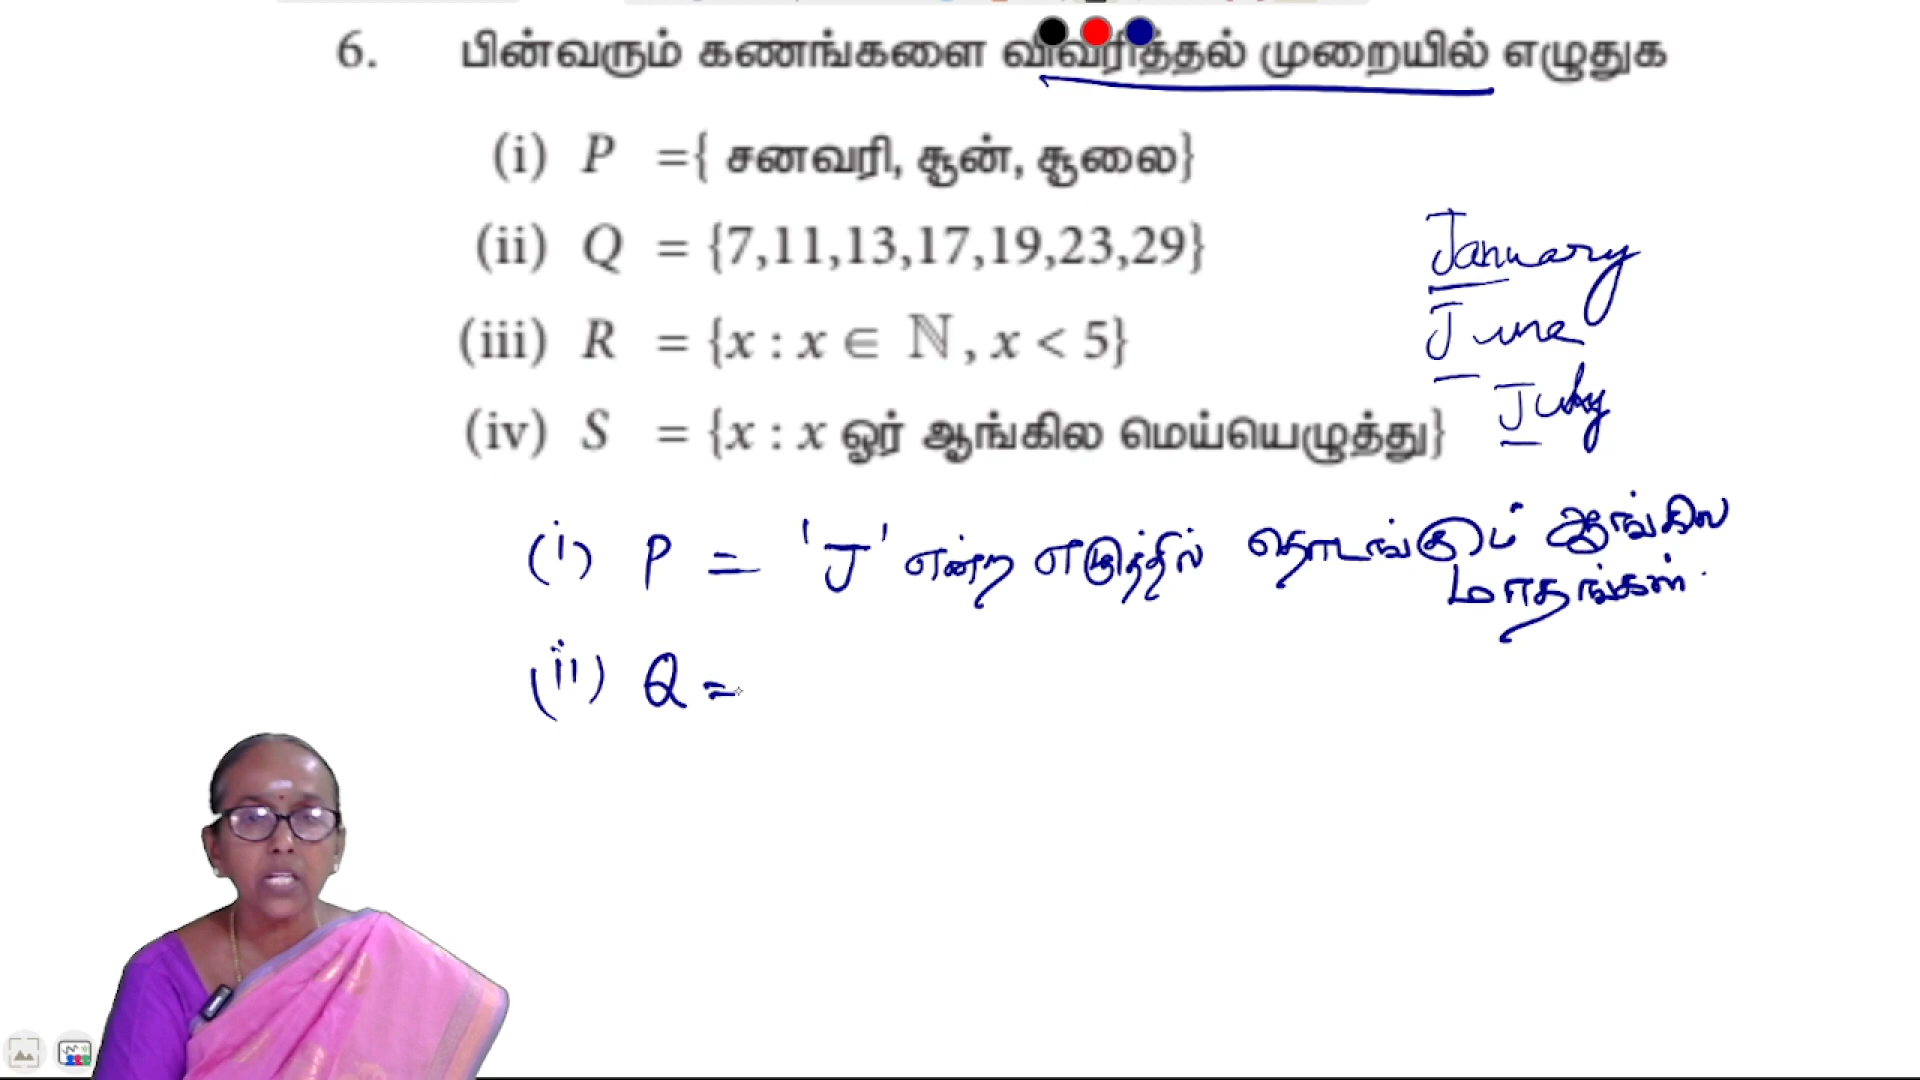 6. பின்வரும் கணங்களை விவரித்தல் முறையில் எழுதுக
(i) P = { சனவரி, சூன், சூலை}
(ii) Q = {7,11,13,17,19,23,29}
(iii) R = {x : x ∈ ℕ, x < 5}
(iv) S = {x : x ஓர் ஆங்கில மெய்யெழுத்து}
January
June
July
(i) P = 'J' என்ற எழுத்தில் தொடங்கும் ஆங்கில
மாதங்கள்.
(ii) Q =